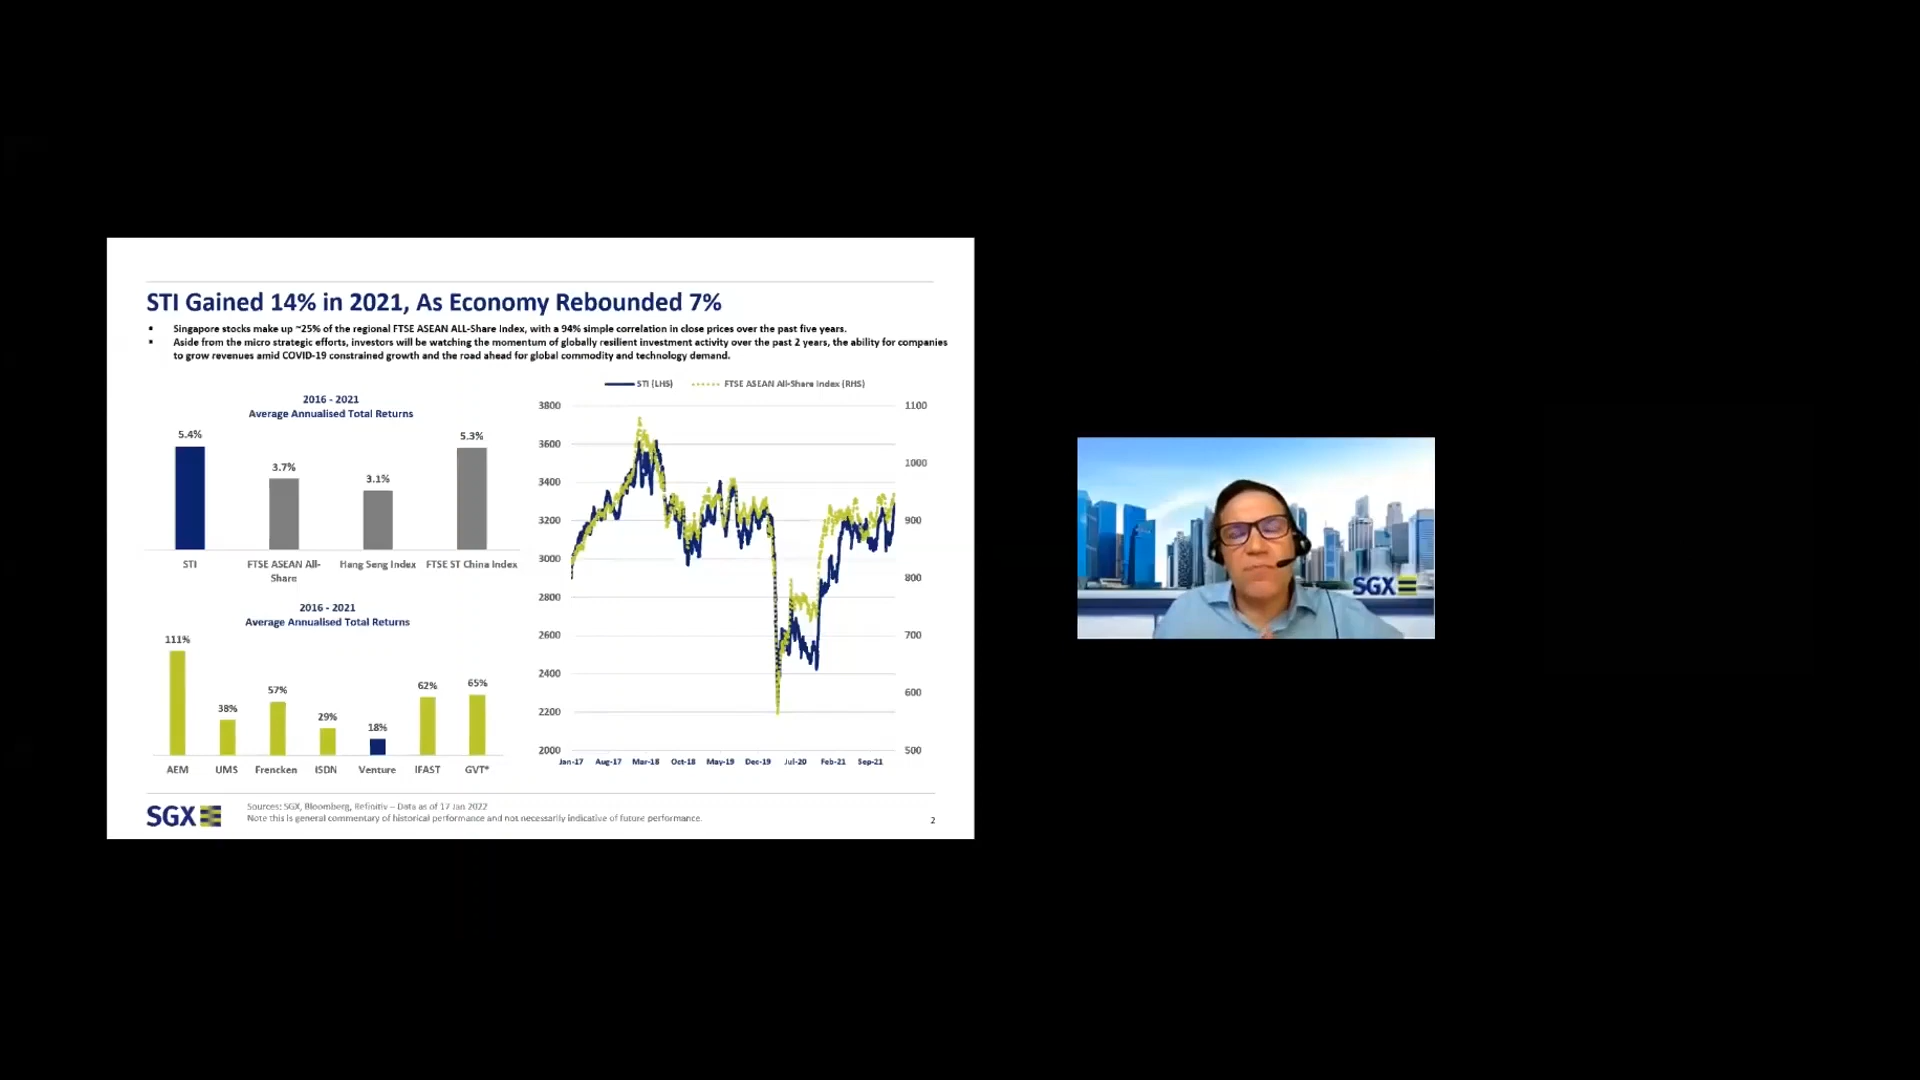 STI Gained 14% in 2021, As Economy Rebounded 7%
▪ Singapore stocks make up ~25% of the regional FTSE ASEAN ALL-Share Index, with a 94% simple correlation in close prices over the past five years.
▪ Aside from the micro strategic efforts, investors will be watching the momentum of globally resilient investment activity over the past 2 years, the ability for companies
to grow revenues amid COVID-19 constrained growth and the road ahead for global commodity and technology demand.
2016 - 2021
Average Annualised Total Returns
5.4%
3.7%
3.1%
5.3%
STI
FTSE ASEAN All-
Share
Hang Seng Index
FTSE ST China Index
2016 - 2021
Average Annualised Total Returns
111%
38%
57%
29%
18%
62%
65%
AEM
UMS
Frencken
ISDN
Venture
IFAST
GVT*
STI (LHS)
FTSE ASEAN All-Share Index (RHS)
3800
3600
3400
3200
3000
2800
2600
2400
2200
2000
1100
1000
900
800
700
600
500
Jan-17
Aug-17
Mar-18
Oct-18
May-19
Dec-19
Jul-20
Feb-21
Sep-21
SGX
Sources: SGX, Bloomberg, Refinitiv – Data as of 17 Jan 2022
Note this is general commentary of historical performance and not necessarily indicative of future performance.
2
SGX